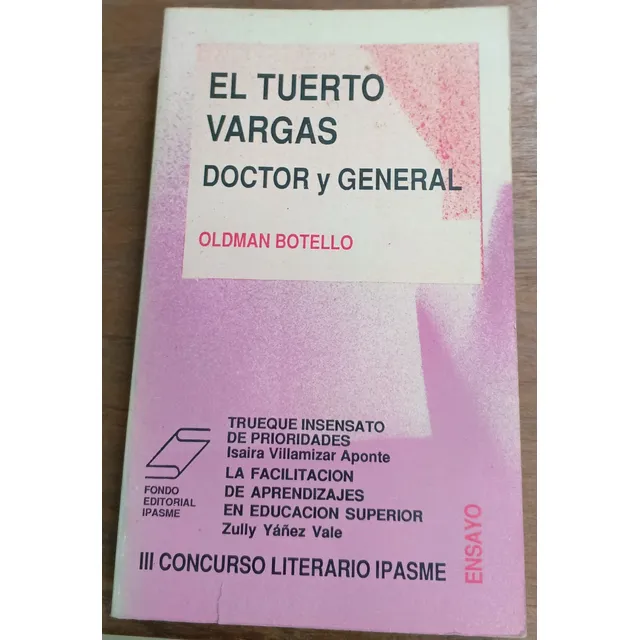 EL TUERTO
VARGAS
DOCTOR y GENERAL
OLDMAN BOTELLO
TRUEQUE INSENSATO
DE PRIORIDADES
Isaira Villamizar Aponte
LA FACILITACION
DE APRENDIZAJES
EN EDUCACION SUPERIOR
Zully Yáñez Vale
FONDO
EDITORIAL
IPASME
III CONCURSO LITERARIO IPASME
ENSAYO